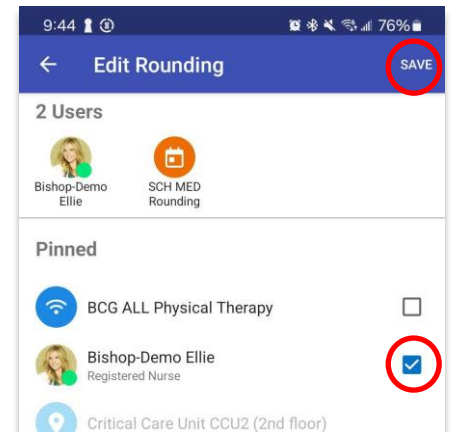 9:44 76%
Edit Rounding SAVE
2 Users
Bishop-Demo
Ellie
SCH MED
Rounding
Pinned
BCG ALL Physical Therapy
Bishop-Demo Ellie
Registered Nurse
Critical Care Unit CCU2 (2nd floor)